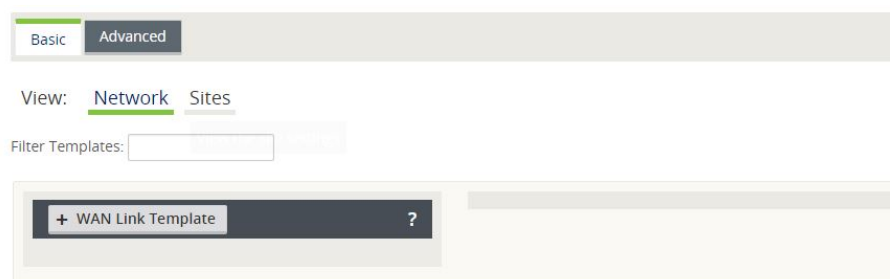 Basic Advanced
View: Network Sites
Filter Templates:
+ WAN Link Template ?